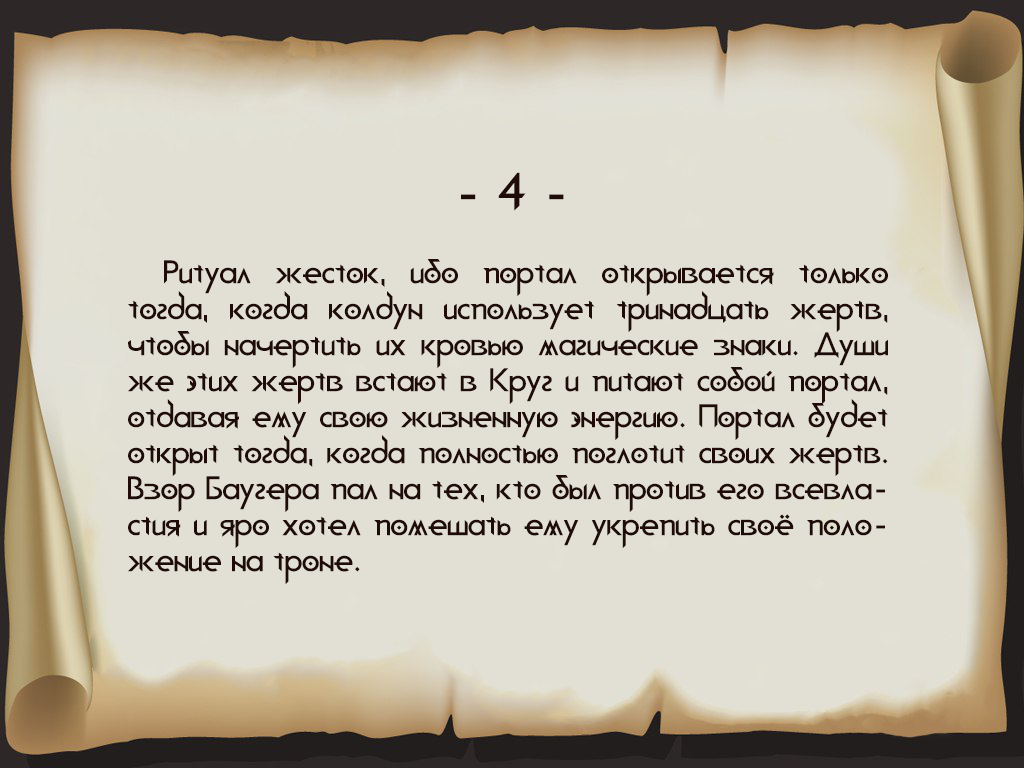 - 4 -
Ритуал жесток, ибо портал открывается только
тогда, когда колдун использует тринадцать жертв,
чтобы начертить их кровью магические знаки. Души
же этих жертв встают в Круг и питают собой портал,
отдавая ему свою жизненную энергию. Портал будет
открыт тогда, когда полностью поглотит своих жертв.
Взор Баугера пал на тех, кто был против его всевла-
стия и яро хотел помешать ему укрепить своё поло-
жение на троне.